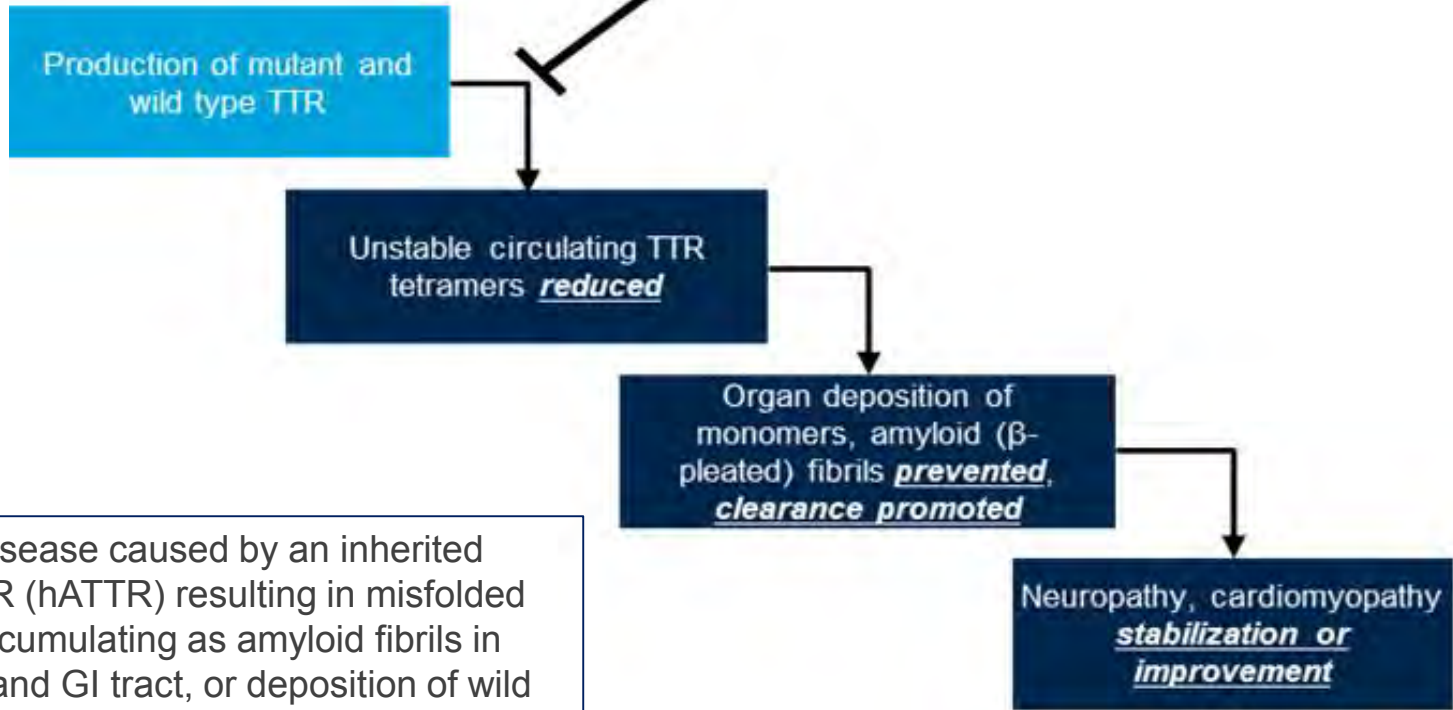 Production of mutant and
wild type TTR
Unstable circulating TTR
tetramers reduced
Organ deposition of
monomers, amyloid (β-
pleated) fibrils prevented,
clearance promoted
Neuropathy, cardiomyopathy
stabilization or
improvement
sease caused by an inherited
R (hATTR) resulting in misfolded
cumulating as amyloid fibrils in
and GI tract, or deposition of wild